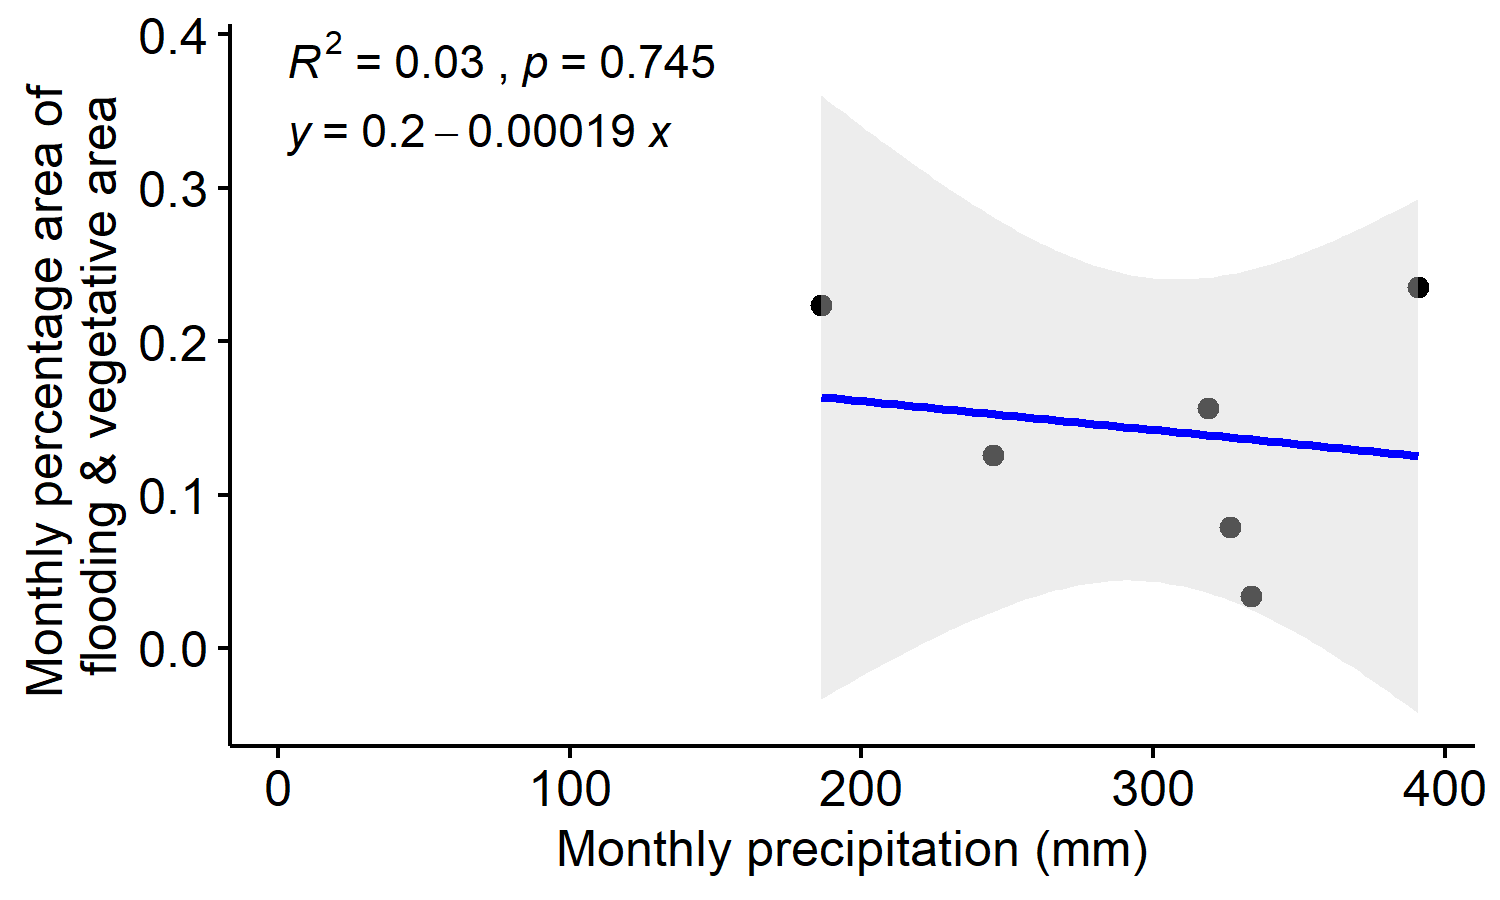 R² = 0.03 , p = 0.745
y = 0.2 – 0.00019 x
Monthly percentage area of
flooding & vegetative area
0.4
0.3
0.2
0.1
0.0
0 100 200 300 400
Monthly precipitation (mm)